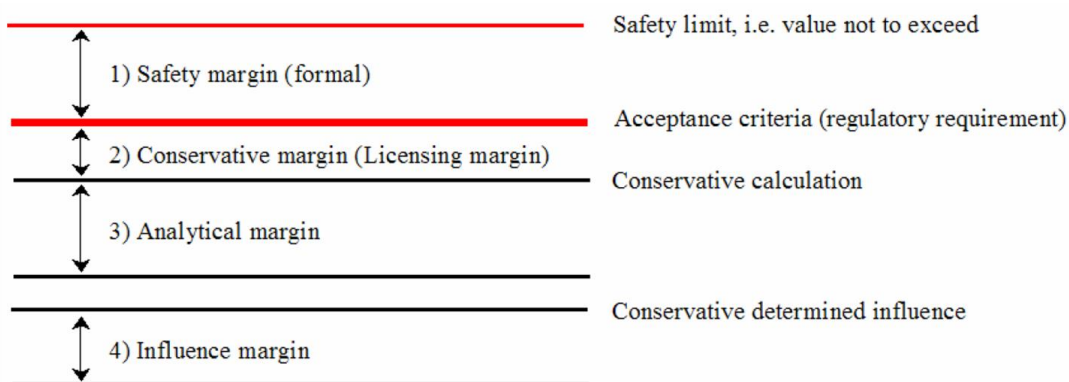 Safety limit, i.e. value not to exceed
1) Safety margin (formal)
Acceptance criteria (regulatory requirement)
2) Conservative margin (Licensing margin)
Conservative calculation
3) Analytical margin
Conservative determined influence
4) Influence margin